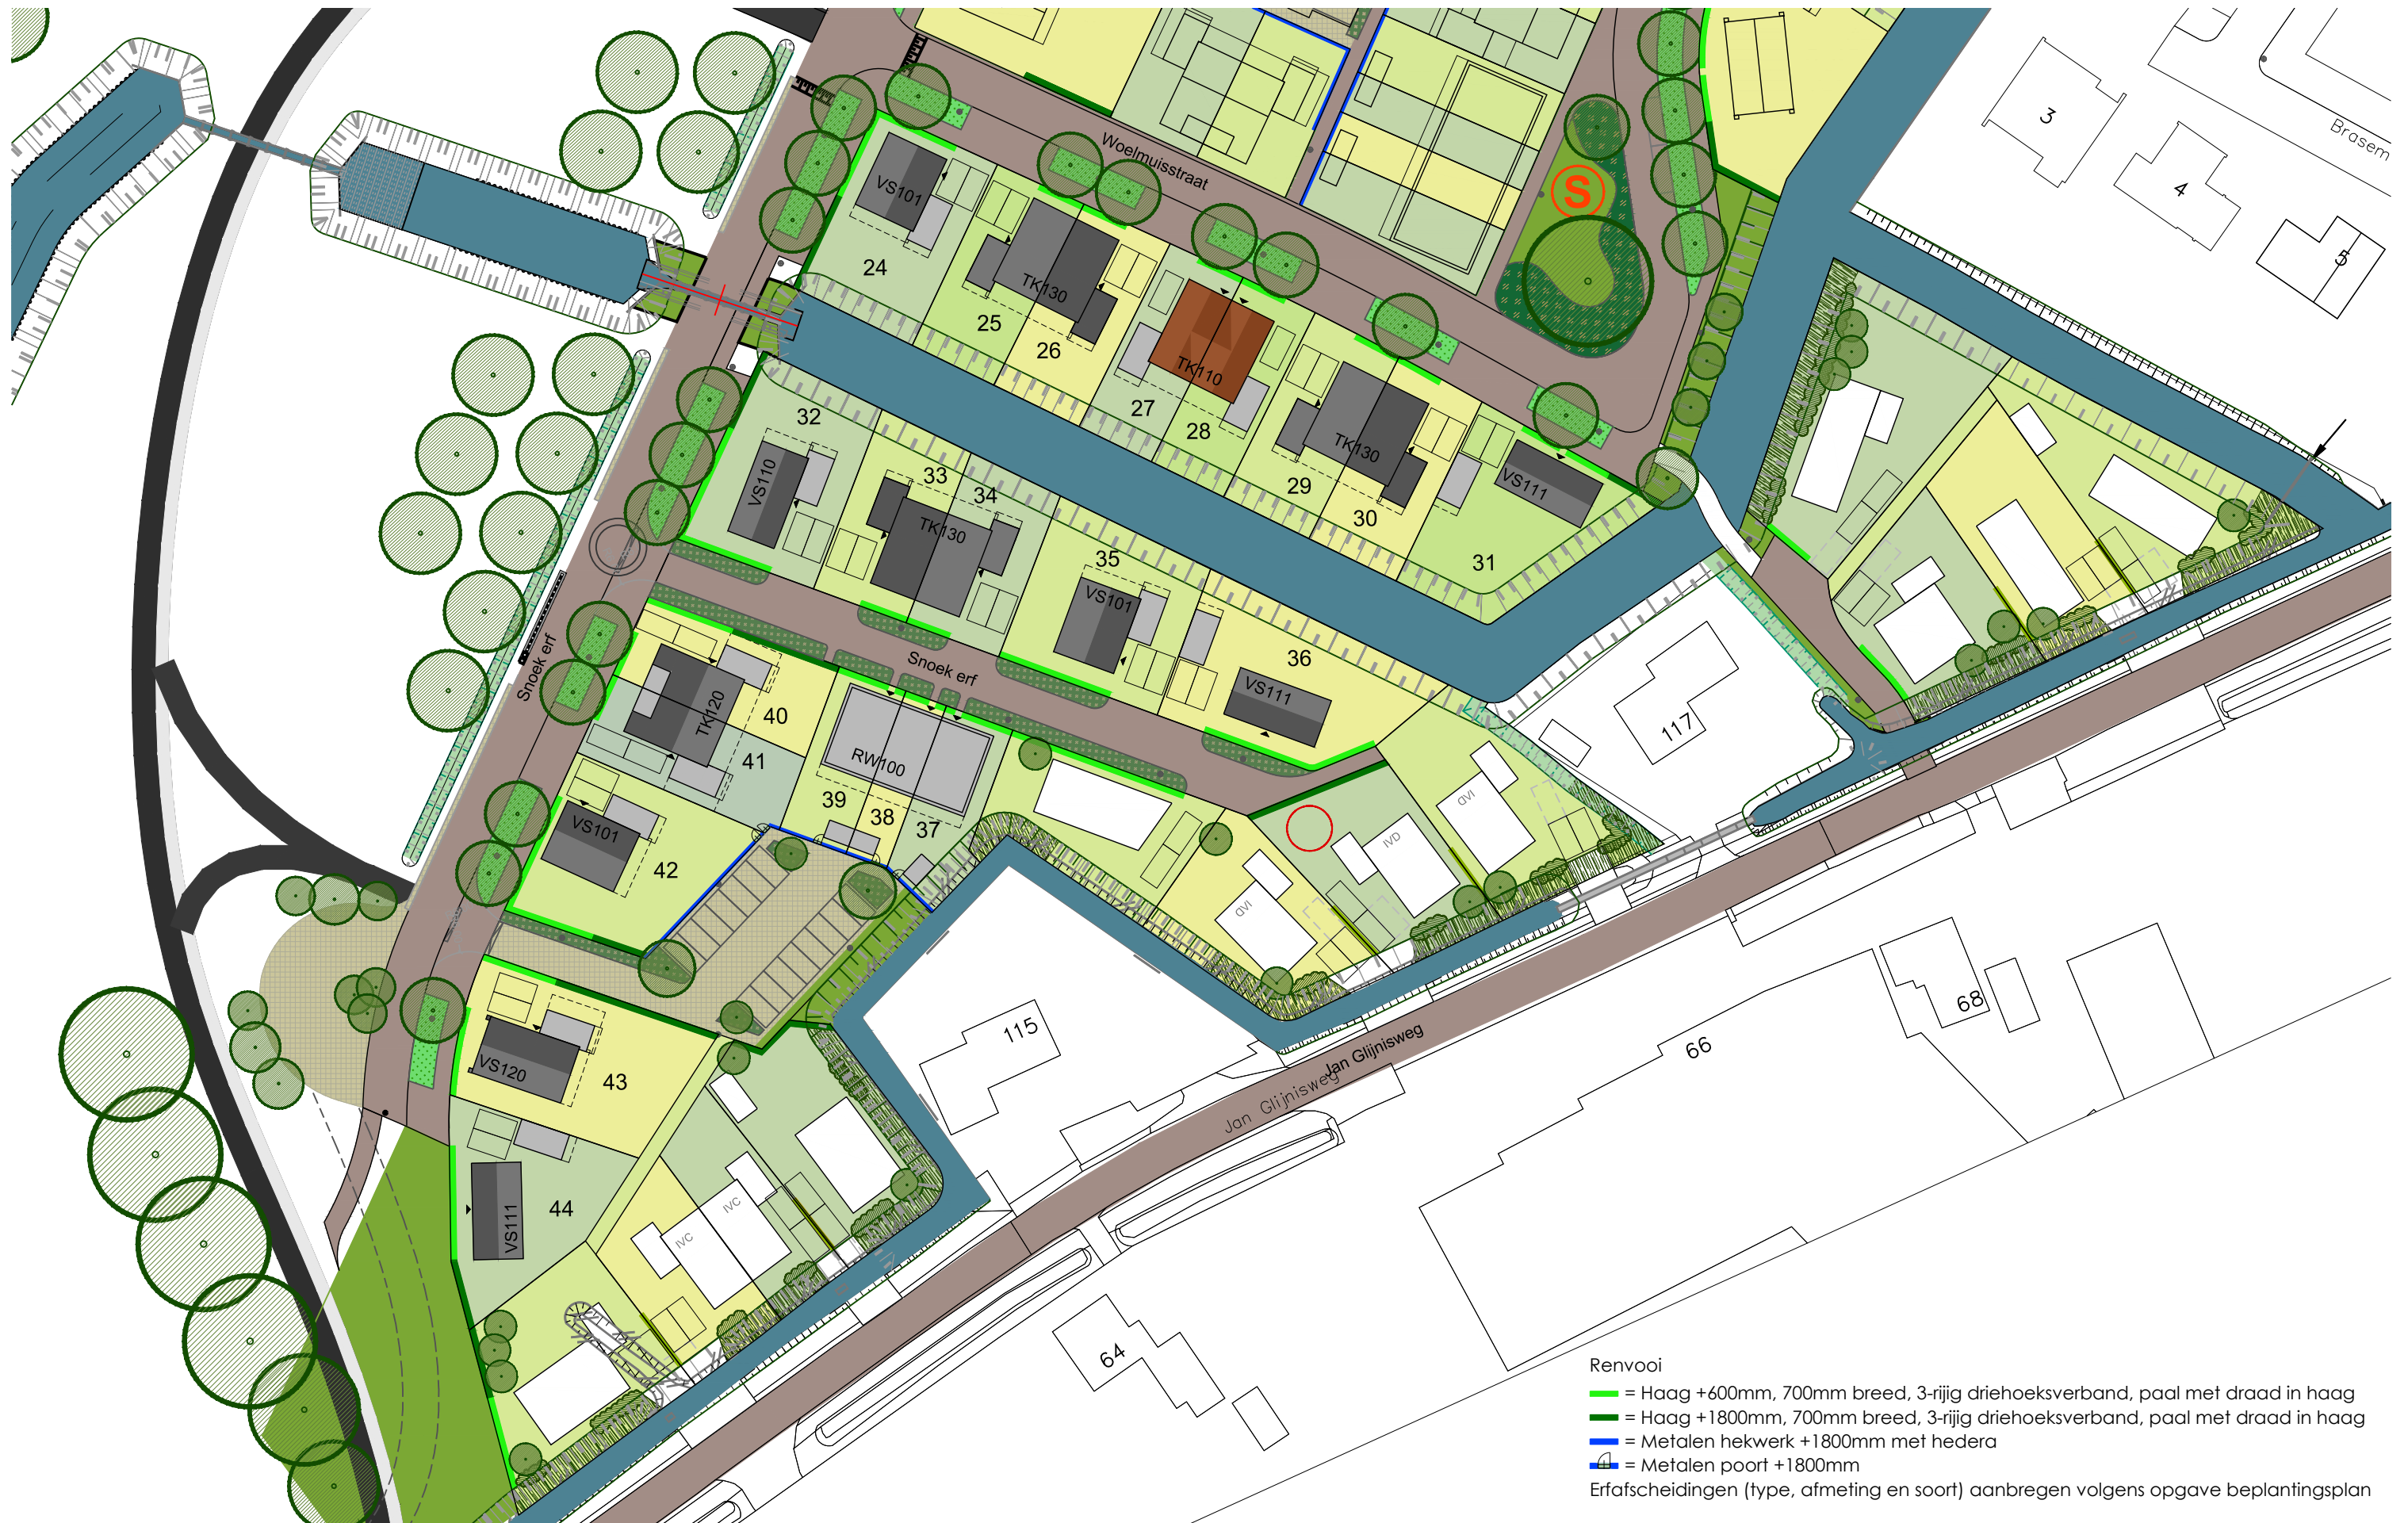 3
Brasem
4
5
Woelmuisstraat
S
VS101
24
TK130
25
26
TK110
27
28
TK130
29
30
VS111
31
32
VS110
33
34
TK130
35
VS101
36
VS111
Snoek erf
Snoek erf
TK120
40
41
RW100
39
38
37
VS101
42
117
IVD
IVD
IVD
VS120
43
115
68
66
Jan Glijnisweg
Jan Glijnisweg
VS111
44
IVC
IVC
64
Renvooi
= Haag +600mm, 700mm breed, 3-rijig driehoeksverband, paal met draad in haag
= Haag +1800mm, 700mm breed, 3-rijig driehoeksverband, paal met draad in haag
= Metalen hekwerk +1800mm met hedera
= Metalen poort +1800mm
Erfafscheidingen (type, afmeting en soort) aanbregen volgens opgave beplantingsplan